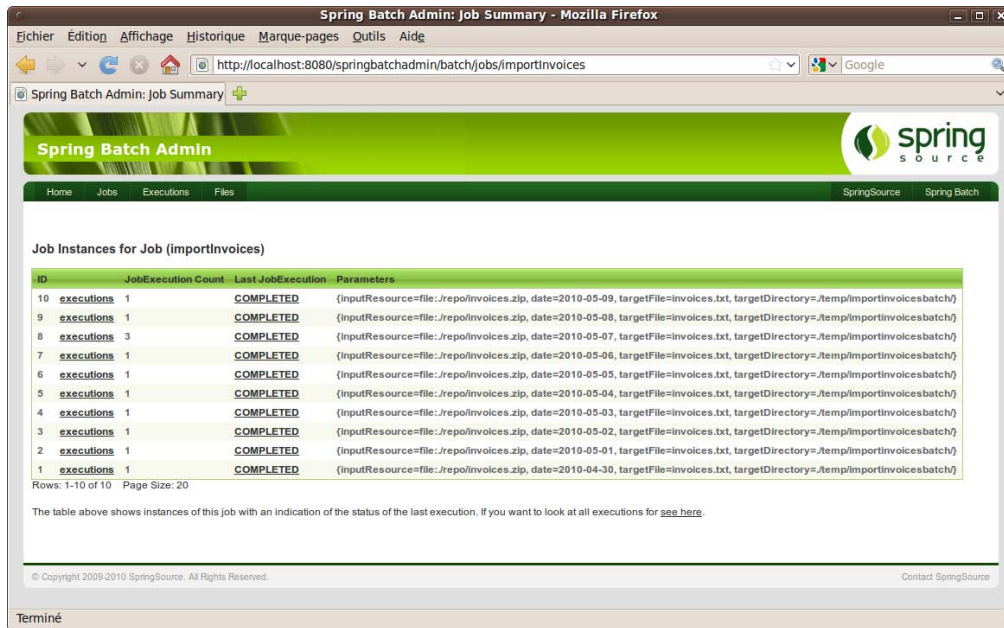 Spring Batch Admin: Job Summary - Mozilla Firefox
Fichier Édition Affichage Historique Marque-pages Outils Aide
http://localhost:8080/springbatchadmin/batch/jobs/importInvoices Google
Spring Batch Admin: Job Summary
Spring Batch Admin
spring
source
Home Jobs Executions Files SpringSource Spring Batch
Job Instances for Job (importInvoices)
ID JobExecution Count Last JobExecution Parameters
10 executions 1 COMPLETED {inputResource=file:./repo/invoices.zip, date=2010-05-09, targetFile=invoices.txt, targetDirectory=./temp/importinvoicesbatch/}
9 executions 1 COMPLETED {inputResource=file:./repo/invoices.zip, date=2010-05-08, targetFile=invoices.txt, targetDirectory=./temp/importinvoicesbatch/}
8 executions 3 COMPLETED {inputResource=file:./repo/invoices.zip, date=2010-05-07, targetFile=invoices.txt, targetDirectory=./temp/importinvoicesbatch/}
7 executions 1 COMPLETED {inputResource=file:./repo/invoices.zip, date=2010-05-06, targetFile=invoices.txt, targetDirectory=./temp/importinvoicesbatch/}
6 executions 1 COMPLETED {inputResource=file:./repo/invoices.zip, date=2010-05-05, targetFile=invoices.txt, targetDirectory=./temp/importinvoicesbatch/}
5 executions 1 COMPLETED {inputResource=file:./repo/invoices.zip, date=2010-05-04, targetFile=invoices.txt, targetDirectory=./temp/importinvoicesbatch/}
4 executions 1 COMPLETED {inputResource=file:./repo/invoices.zip, date=2010-05-03, targetFile=invoices.txt, targetDirectory=./temp/importinvoicesbatch/}
3 executions 1 COMPLETED {inputResource=file:./repo/invoices.zip, date=2010-05-02, targetFile=invoices.txt, targetDirectory=./temp/importinvoicesbatch/}
2 executions 1 COMPLETED {inputResource=file:./repo/invoices.zip, date=2010-05-01, targetFile=invoices.txt, targetDirectory=./temp/importinvoicesbatch/}
1 executions 1 COMPLETED {inputResource=file:./repo/invoices.zip, date=2010-04-30, targetFile=invoices.txt, targetDirectory=./temp/importinvoicesbatch/}
Rows: 1-10 of 10 Page Size: 20
The table above shows instances of this job with an indication of the status of the last execution. If you want to look at all executions for see here.
© Copyright 2009-2010 SpringSource. All Rights Reserved. Contact SpringSource
Terminé